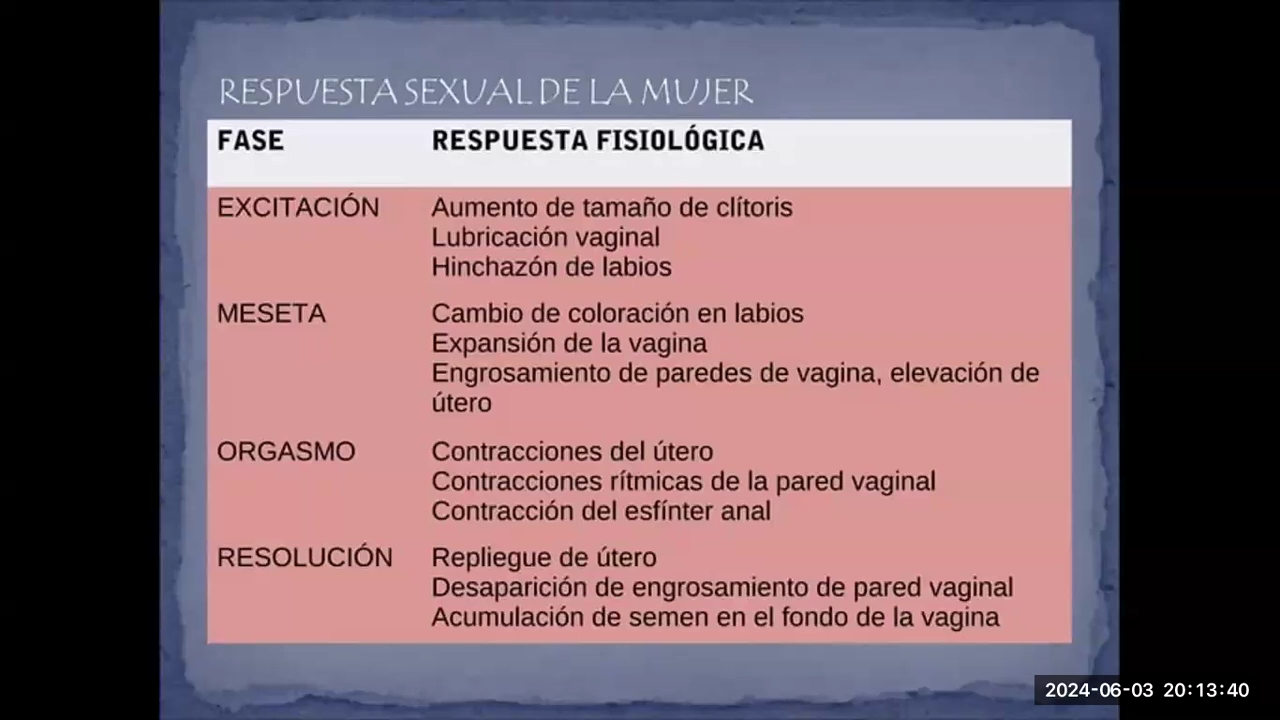 RESPUESTA SEXUAL DE LA MUJER
FASE RESPUESTA FISIOLÓGICA
EXCITACIÓN Aumento de tamaño de clítoris
Lubricación vaginal
Hinchazón de labios
MESETA Cambio de coloración en labios
Expansión de la vagina
Engrosamiento de paredes de vagina, elevación de
útero
ORGASMO Contracciones del útero
Contracciones rítmicas de la pared vaginal
Contracción del esfínter anal
RESOLUCIÓN Repliegue de útero
Desaparición de engrosamiento de pared vaginal
Acumulación de semen en el fondo de la vagina
2024-06-03 20:13:40